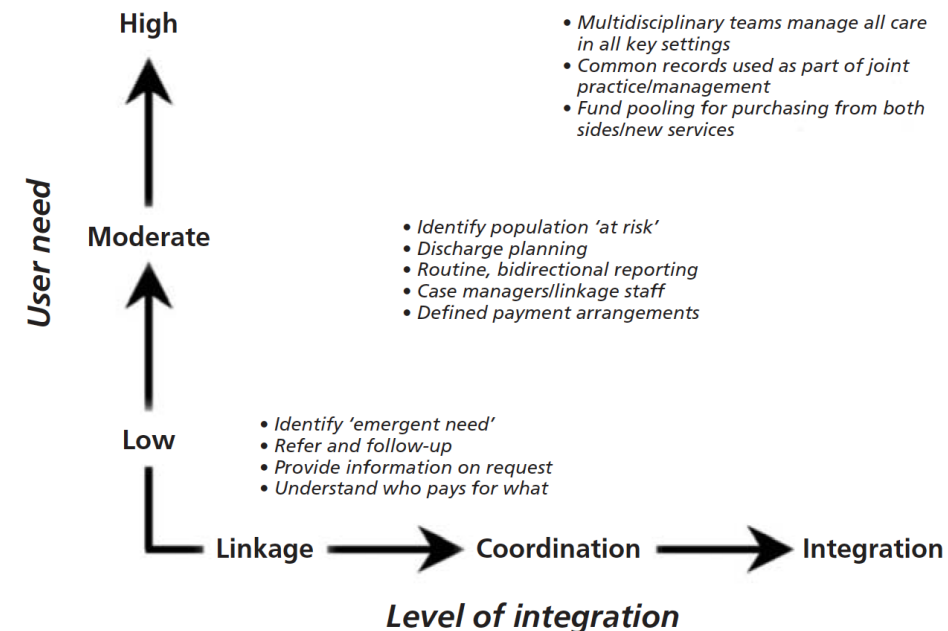 High
• Multidisciplinary teams manage all care
in all key settings
• Common records used as part of joint
practice/management
• Fund pooling for purchasing from both
sides/new services
User need
Moderate
• Identify population ‘at risk’
• Discharge planning
• Routine, bidirectional reporting
• Case managers/linkage staff
• Defined payment arrangements
Low
• Identify ‘emergent need’
• Refer and follow-up
• Provide information on request
• Understand who pays for what
Linkage
Coordination
Integration
Level of integration